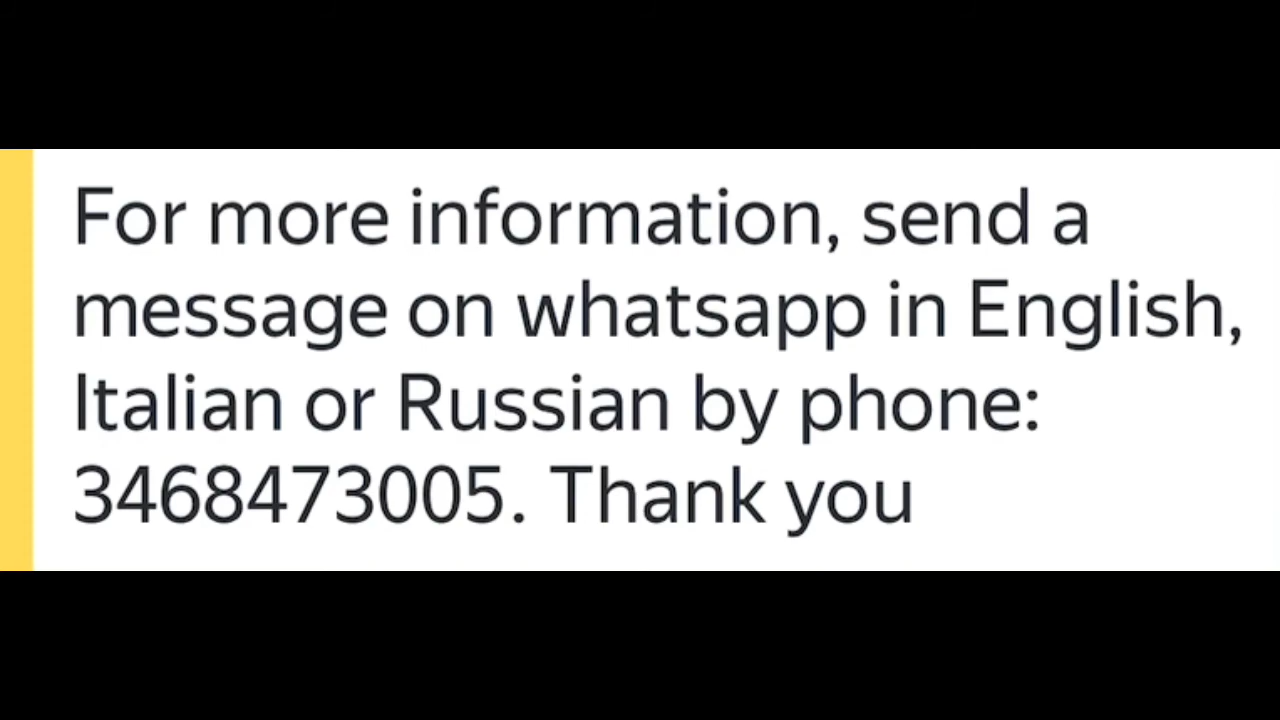 For more information, send a
message on whatsapp in English,
Italian or Russian by phone:
3468473005. Thank you